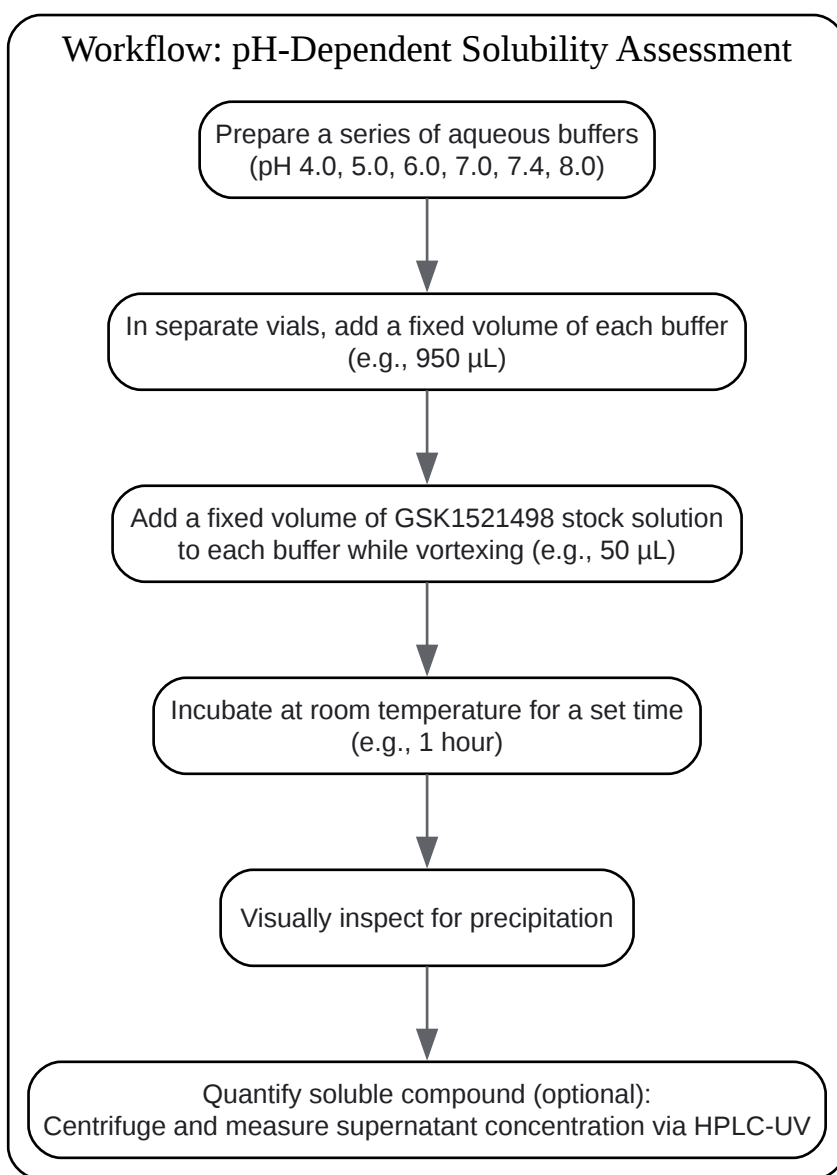 Workflow: pH-Dependent Solubility Assessment
Prepare a series of aqueous buffers
(pH 4.0, 5.0, 6.0, 7.0, 7.4, 8.0)
In separate vials, add a fixed volume of each buffer
(e.g., 950 µL)
Add a fixed volume of GSK1521498 stock solution
to each buffer while vortexing (e.g., 50 µL)
Incubate at room temperature for a set time
(e.g., 1 hour)
Visually inspect for precipitation
Quantify soluble compound (optional):
Centrifuge and measure supernatant concentration via HPLC-UV